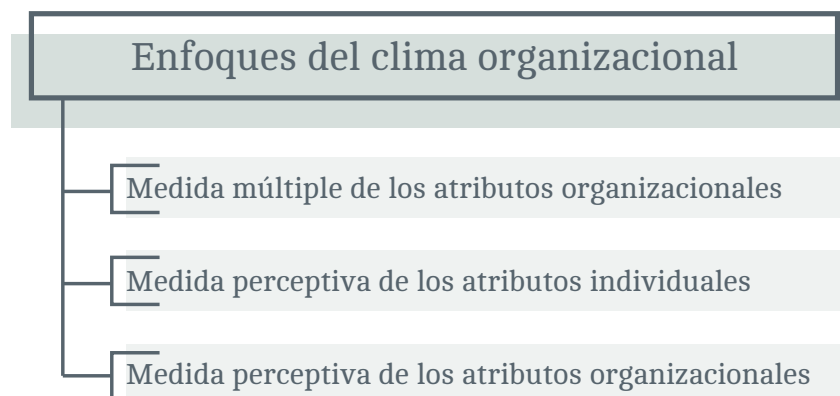 Enfoques del clima organizacional
Medida múltiple de los atributos organizacionales
Medida perceptiva de los atributos individuales
Medida perceptiva de los atributos organizacionales